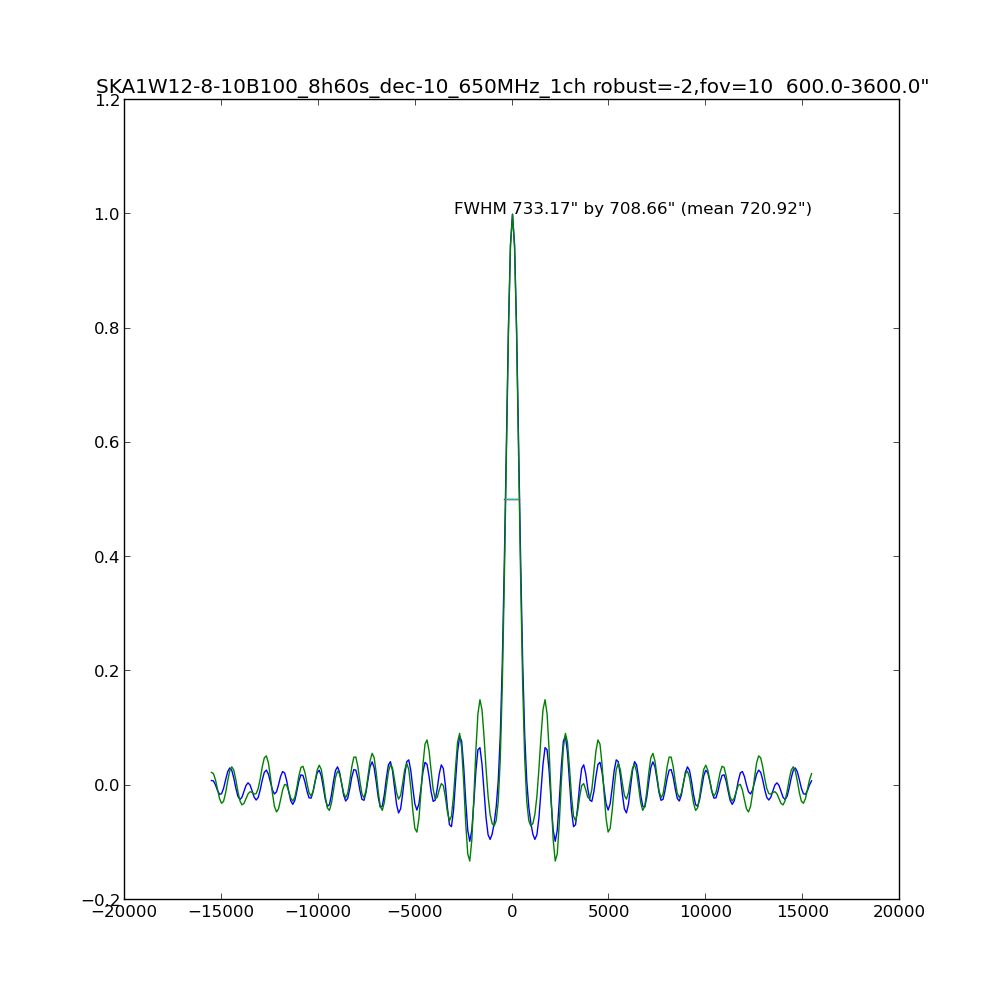 SKA1W12-8-10B100_8h60s_dec-10_650MHz_1ch robust=-2,fov=10  600.0-3600.0"
1.2
FWHM 733.17" by 708.66" (mean 720.92")
1.0
0.8
0.6
0.4
0.2
0.0
−0.2
−20000 −15000 −10000 −5000 0 5000 10000 15000 20000